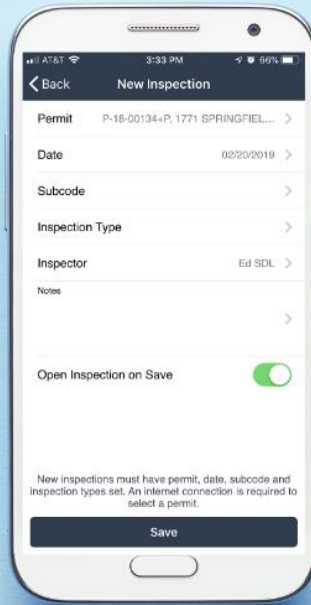 AT&T 3:33 PM 66%
Back New Inspection
Permit P-18-00134+P, 1771 SPRINGFIEL...
Date 02/20/2019
Subcode
Inspection Type
Inspector Ed SDL
Notes
Open Inspection on Save
New inspections must have permit, date, subcode and
inspection types set. An internet connection is required to
select a permit.
Save